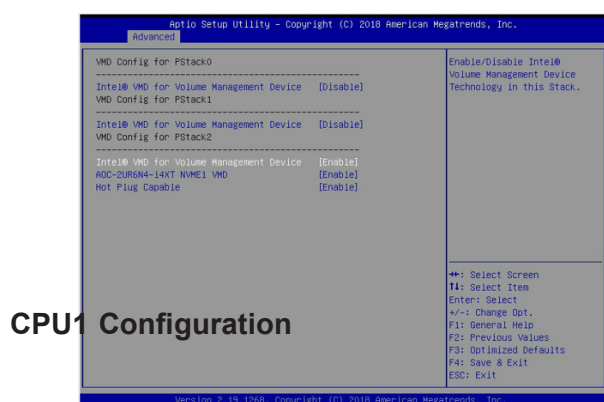 Aptio Setup Utility – Copyright (C) 2018 American Megatrends, Inc.
Advanced
VMD Config for PStack0
------------------------------------------------
Intel® VMD for Volume Management Device [Disable]
VMD Config for PStack1
------------------------------------------------
Intel® VMD for Volume Management Device [Disable]
VMD Config for PStack2
------------------------------------------------
Intel® VMD for Volume Management Device [Enable]
AOC-2UR6N4-i4XT NVME1 VMD [Enable]
Hot Plug Capable [Enable]
Enable/Disable Intel®
Volume Management Device
Technology in this Stack.
→←: Select Screen
↑↓: Select Item
Enter: Select
+/-: Change Opt.
F1: General Help
F2: Previous Values
F3: Optimized Defaults
F4: Save & Exit
ESC: Exit
CPU1 Configuration
Version 2.19.1268. Copyright (C) 2018 American Megatrends, Inc.